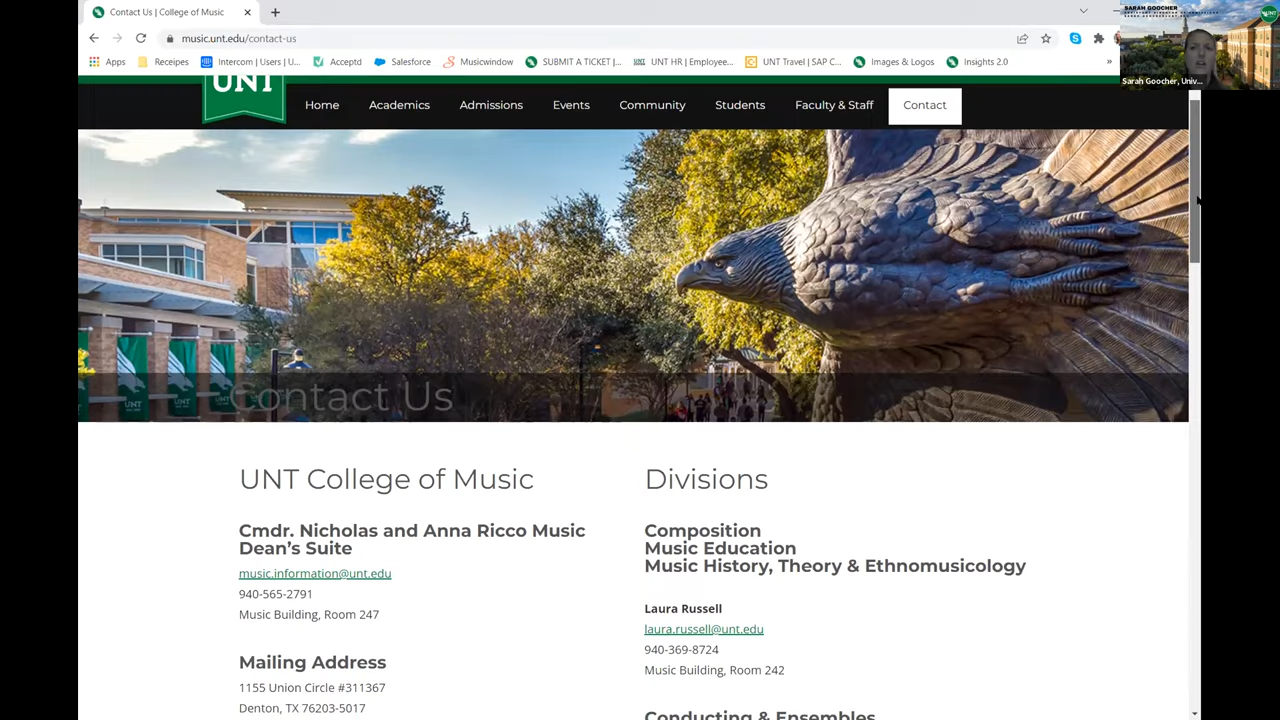 Contact Us | College of Music
music.unt.edu/contact-us
Apps
Receipes
Intercom | Users | U...
Acceptd
Salesforce
Musicwindow
SUBMIT A TICKET |...
UNT HR | Employee...
UNT Travel | SAP C...
Images & Logos
Insights 2.0
»
SARAH GOOCHER
UNT
Sarah Goocher, Univ...
UNT
Home
Academics
Admissions
Events
Community
Students
Faculty & Staff
Contact
UNT
Contact Us
UNT College of Music
Cmdr. Nicholas and Anna Ricco Music
Dean's Suite
music.information@unt.edu
940-565-2791
Music Building, Room 247
Mailing Address
1155 Union Circle #311367
Denton, TX 76203-5017
Divisions
Composition
Music Education
Music History, Theory & Ethnomusicology
Laura Russell
laura.russell@unt.edu
940-369-8724
Music Building, Room 242
Conducting & Ensembles